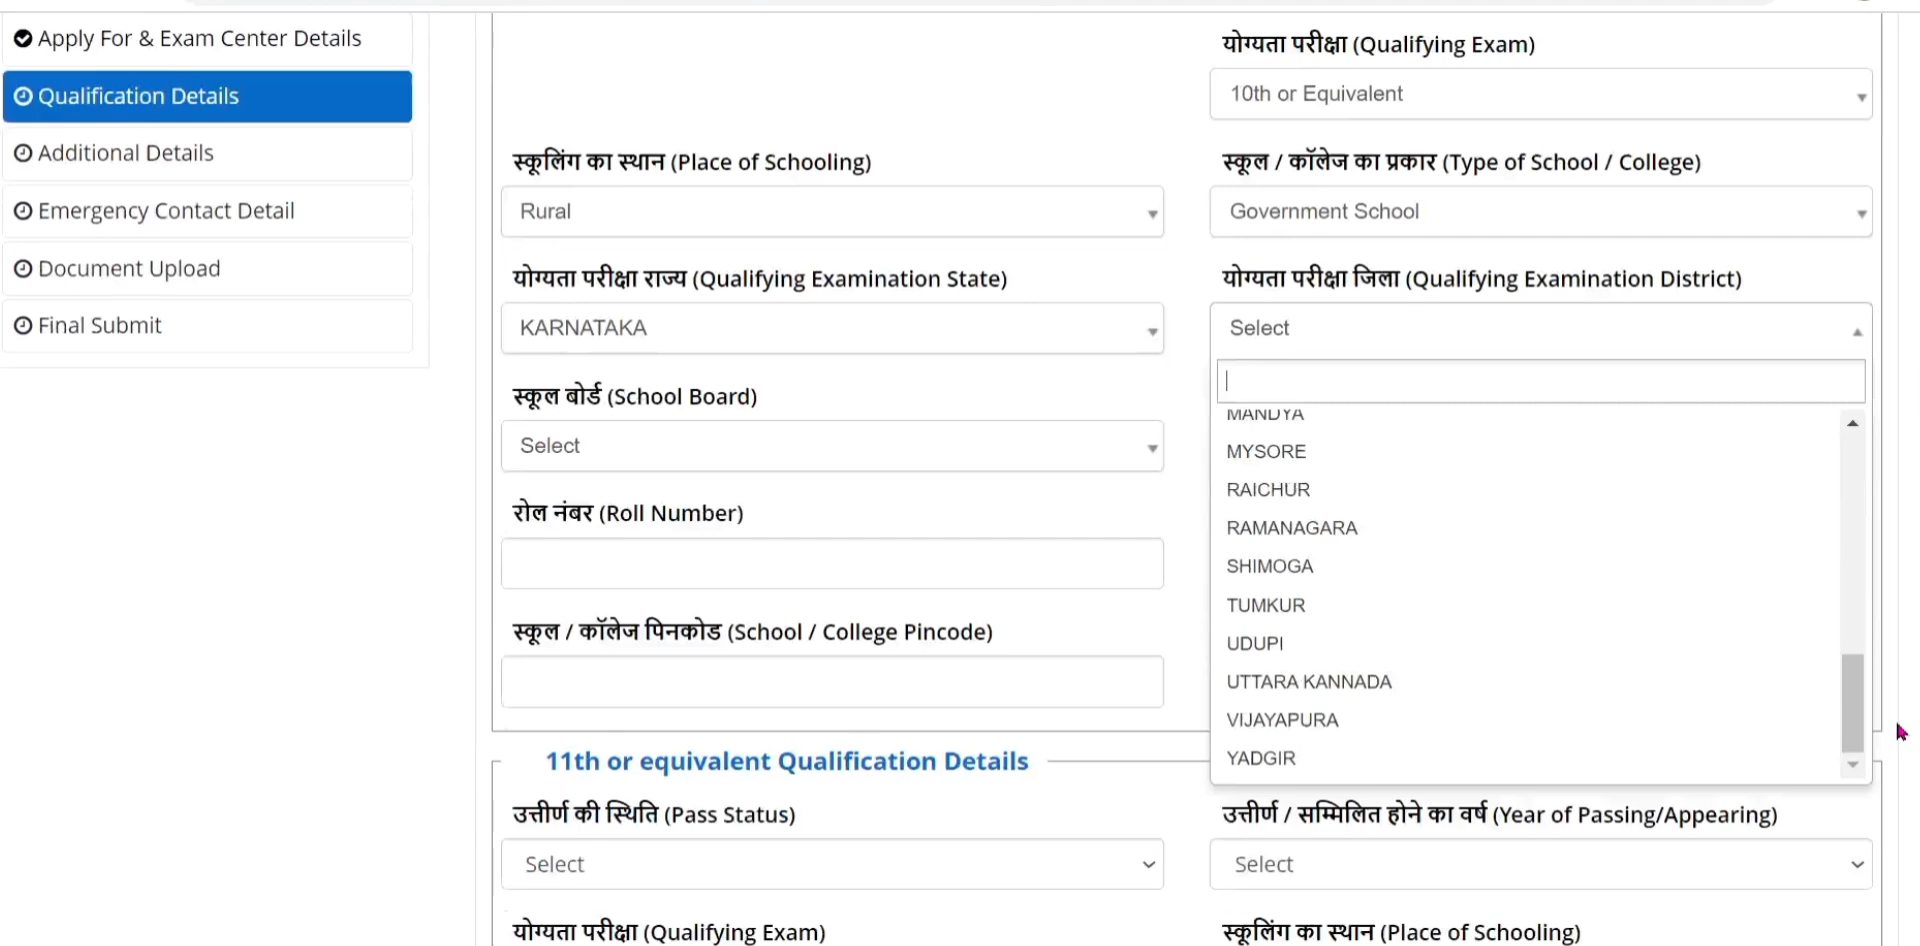 Apply For & Exam Center Details
Qualification Details
Additional Details
Emergency Contact Detail
Document Upload
Final Submit
योग्यता परीक्षा (Qualifying Exam)
10th or Equivalent
स्कूलिंग का स्थान (Place of Schooling)
स्कूल / कॉलेज का प्रकार (Type of School / College)
Rural
Government School
योग्यता परीक्षा राज्य (Qualifying Examination State)
योग्यता परीक्षा जिला (Qualifying Examination District)
KARNATAKA
Select
स्कूल बोर्ड (School Board)
Select
रोल नंबर (Roll Number)
स्कूल / कॉलेज पिनकोड (School / College Pincode)
MANDYA
MYSORE
RAICHUR
RAMANAGARA
SHIMOGA
TUMKUR
UDUPI
UTTARA KANNADA
VIJAYAPURA
YADGIR
11th or equivalent Qualification Details
उत्तीर्ण की स्थिति (Pass Status)
उत्तीर्ण / सम्मिलित होने का वर्ष (Year of Passing/Appearing)
Select
Select
योग्यता परीक्षा (Qualifying Exam)
स्कूलिंग का स्थान (Place of Schooling)